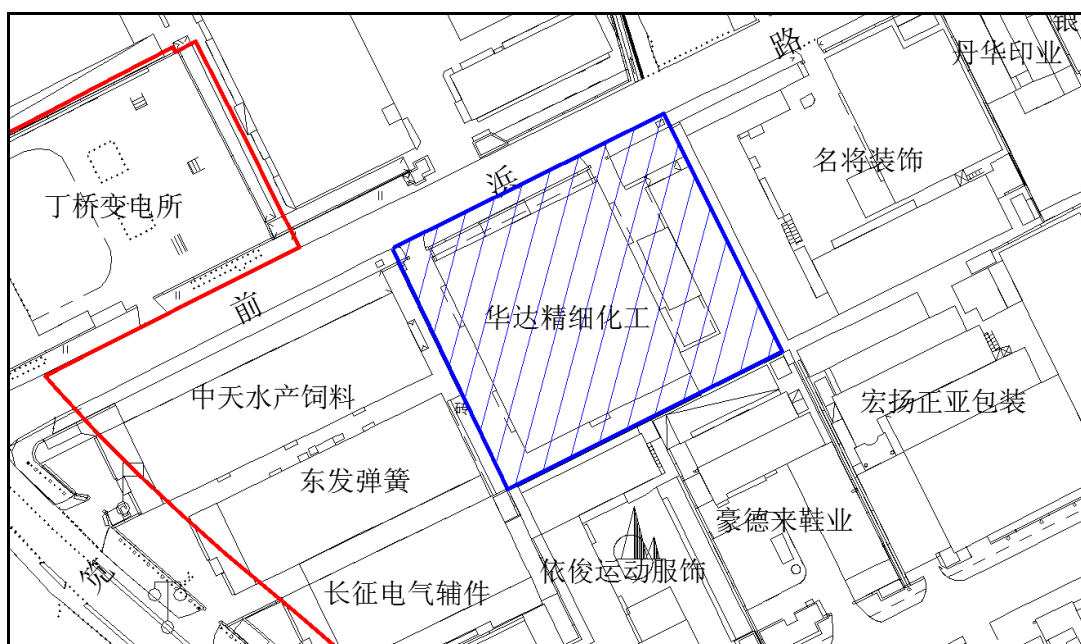 银
丹华印业
路
名将装饰
浜
丁桥变电所
前
华达精细化工
中天水产饲料
宏扬正亚包装
东发弹簧
豪德来鞋业
依俊运动服饰
长征电气辅件
筦